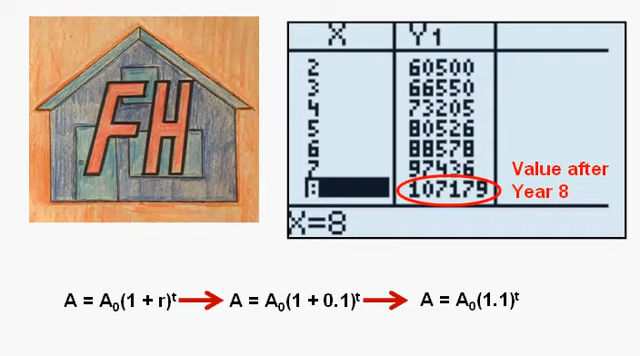 FH
X Y1
2 60500
3 66550
4 73205
5 80526
6 88578
7 97436
107179
Value after
Year 8
X=8
A = A₀(1 + r)ᵗ A = A₀(1 + 0.1)ᵗ A = A₀(1.1)ᵗ